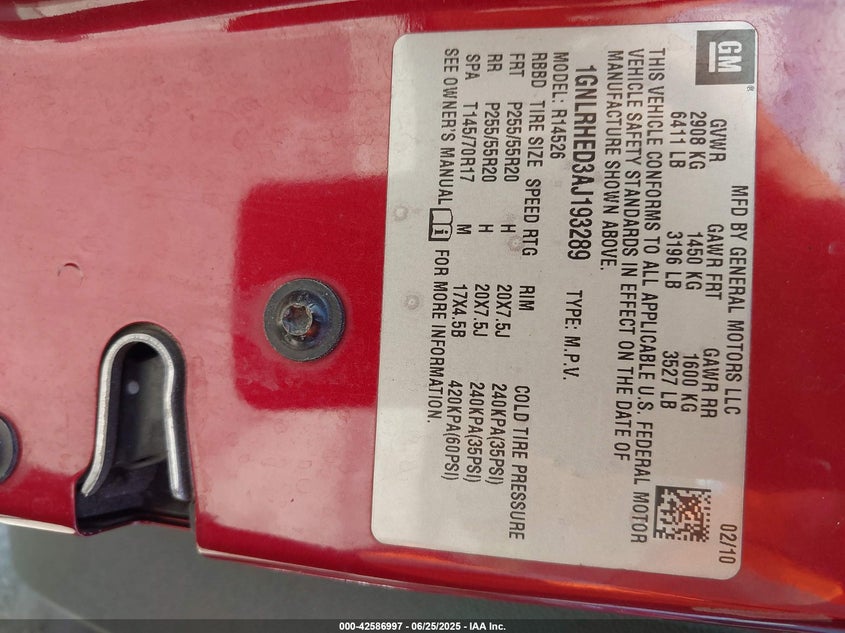 GM
MFD BY GENERAL MOTORS LLC
02/10
GVWR GAWR FRT GAWR RR
2908 KG 1450 KG 1600 KG
6411 LB 3196 LB 3527 LB
THIS VEHICLE CONFORMS TO ALL APPLICABLE U.S. FEDERAL MOTOR
VEHICLE SAFETY STANDARDS IN EFFECT ON THE DATE OF
MANUFACTURE SHOWN ABOVE.
1GNLRHED3AJ193289 TYPE: M.P.V.
MODEL: R14526
RBBD TIRE SIZE SPEED RTG RIM COLD TIRE PRESSURE
FRT P255/55R20 H 20X7.5J 240KPA(35PSI)
RR P255/55R20 H 20X7.5J 240KPA(35PSI)
SPA T145/70R17 M 17X4.5B 420KPA(60PSI)
SEE OWNER'S MANUAL FOR MORE INFORMATION.
000-42586997 - 06/25/2025 - IAA Inc.